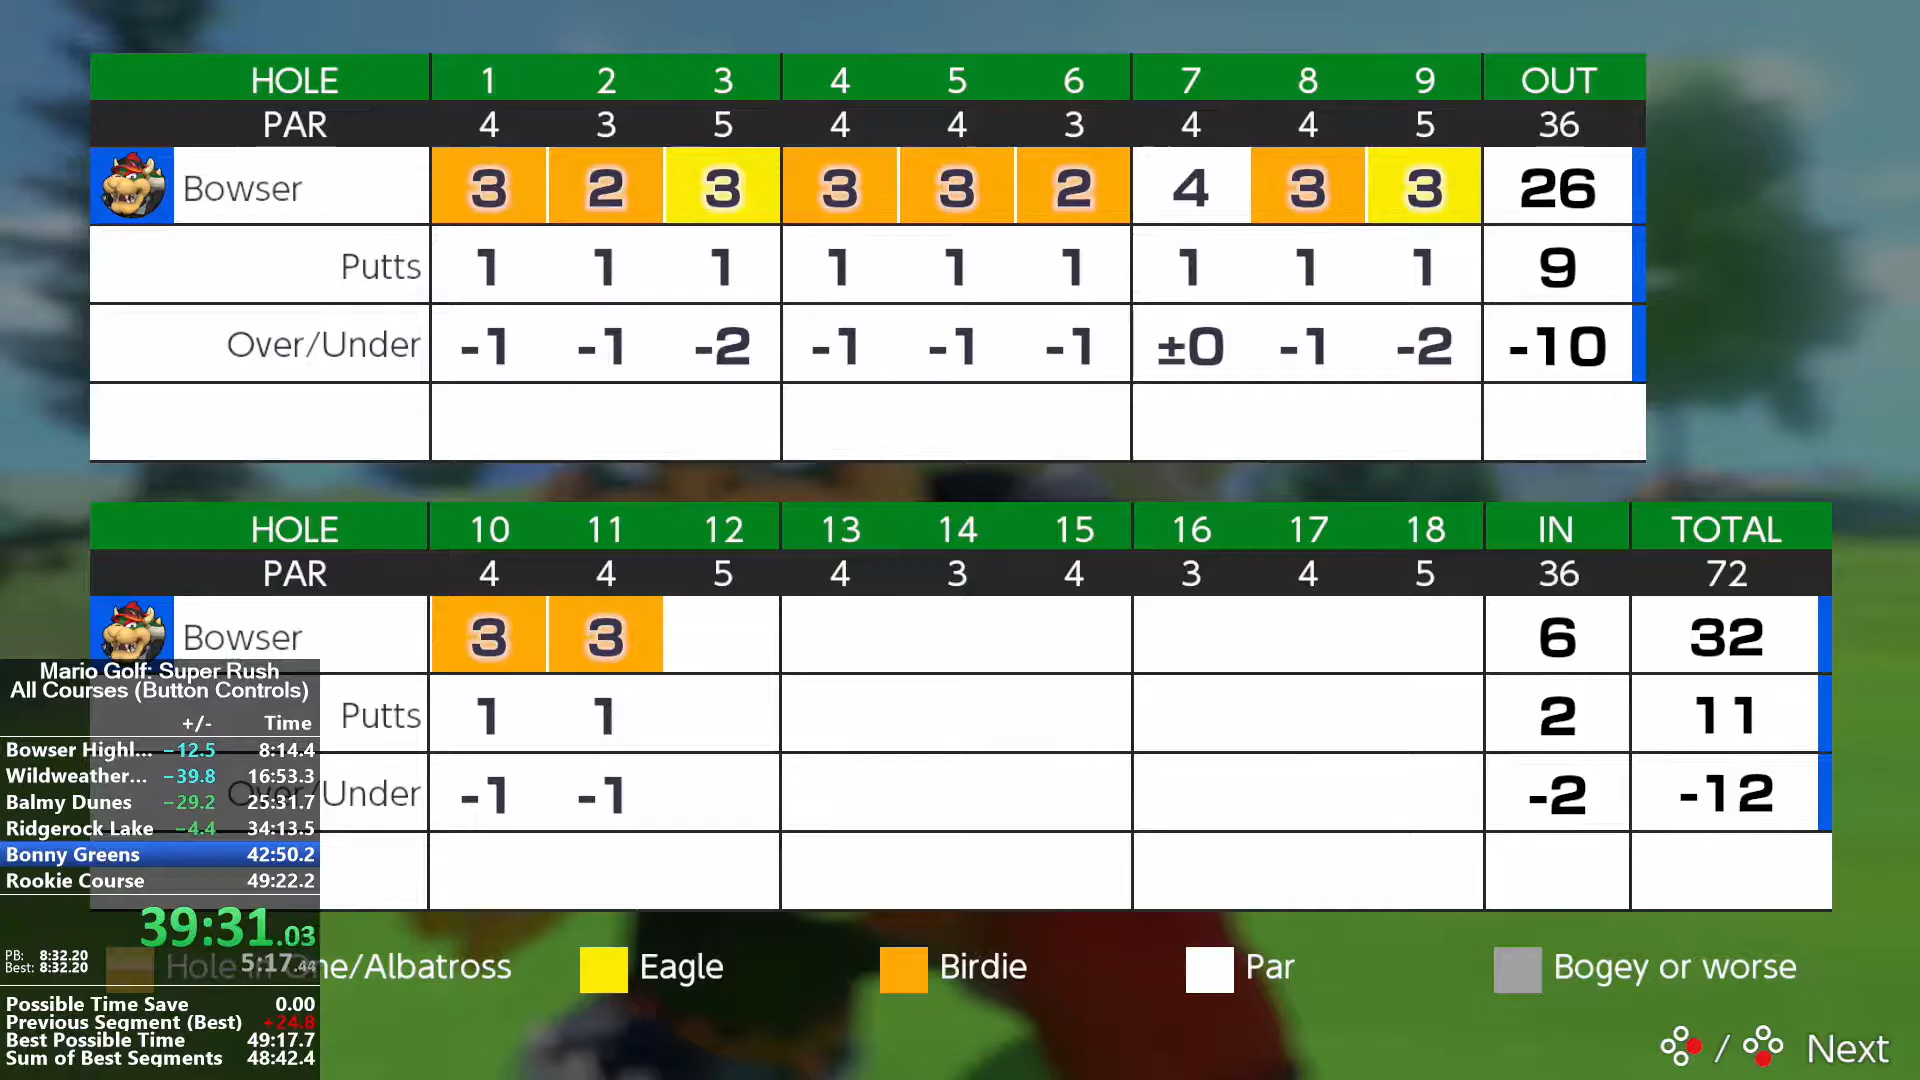 HOLE 1 2 3 4 5 6 7 8 9 OUT
PAR 4 3 5 4 4 3 4 4 5 36
Bowser 3 2 3 3 3 2 4 3 3 26
Putts 1 1 1 1 1 1 1 1 1 9
Over/Under -1 -1 -2 -1 -1 -1 ±0 -1 -2 -10
HOLE 10 11 12 13 14 15 16 17 18 IN TOTAL
PAR 4 4 5 4 3 4 3 4 5 36 72
Bowser 3 3 6 32
Putts 1 1 2 11
Over/Under -1 -1 -2 -12
Mario Golf: Super Rush
All Courses (Button Controls)
+/- Time
Bowser Highl... -12.5 8:14.4
Wildweather... -39.8 16:53.3
Balmy Dunes -29.2 25:31.7
Ridgerock Lake -4.4 34:13.5
Bonny Greens 42:50.2
Rookie Course 49:22.2
39:31.03
PB: 8:32.20
Best: 8:32.20
5:17.44
Possible Time Save 0.00
Previous Segment (Best) +24.8
Best Possible Time 49:17.7
Sum of Best Segments 48:42.4
Hole in One/Albatross Eagle Birdie Par Bogey or worse
/ Next